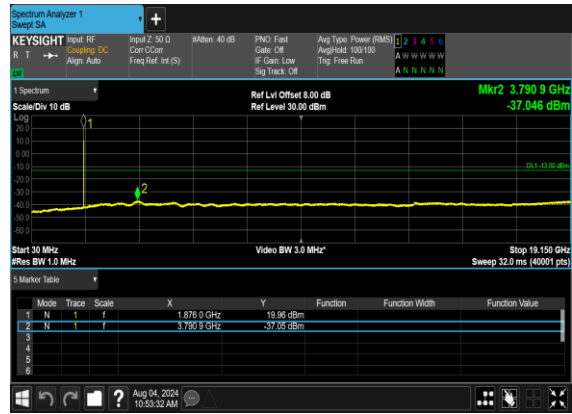 Spectrum Analyzer 1
Swept SA
KEYSIGHT
R T
Input: RF
Coupling: DC
Align: Auto
Input Z: 50 Ω
Corr CCorr
Freq Ref: Int (S)
#Atten: 40 dB
PNO: Fast
Gate: Off
IF Gain: Low
Sig Track: Off
Avg Type: Power (RMS)
Avg|Hold: 100/100
Trig: Free Run
1 2 3 4 5 6
A W W W W W
A N N N N N
1 Spectrum
Scale/Div 10 dB
Ref Lvl Offset 8.00 dB
Ref Level 30.00 dBm
Mkr2 3.790 9 GHz
-37.046 dBm
Log
20.0
10.0
0.00
-10.0
-20.0
-30.0
-40.0
-50.0
-60.0
1
2
DL1 -13.00 dBm
Start 30 MHz
#Res BW 1.0 MHz
Video BW 3.0 MHz*
Stop 19.150 GHz
Sweep 32.0 ms (40001 pts)
5 Marker Table
Mode Trace Scale X Y Function Function Width Function Value
1 N 1 f 1.876 0 GHz 19.96 dBm
2 N 1 f 3.790 9 GHz -37.05 dBm
3
4
5
6
?
Aug 04, 2024
10:53:32 AM